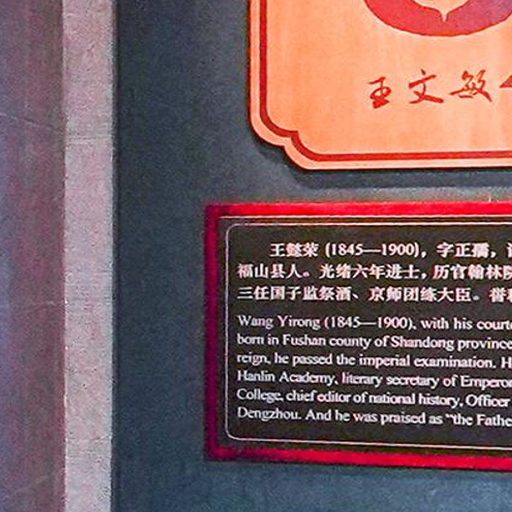 王文敏
王懿荣 (1845—1900)，字正孺，
福山县人。光绪六年进士，历官翰林院
三任国子监祭酒、京师团练大臣。
Wang Yirong (1845—1900), with his courte
born in Fushan county of Shandong province
reign, he passed the imperial examination. H
Hanlin Academy, literary secretary of Emperor
College, chief editor of national history, Officer
Dengzhou. And he was praised as "the Fathe